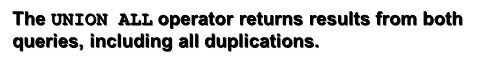 The UNION ALL operator returns results from both
queries, including all duplications.